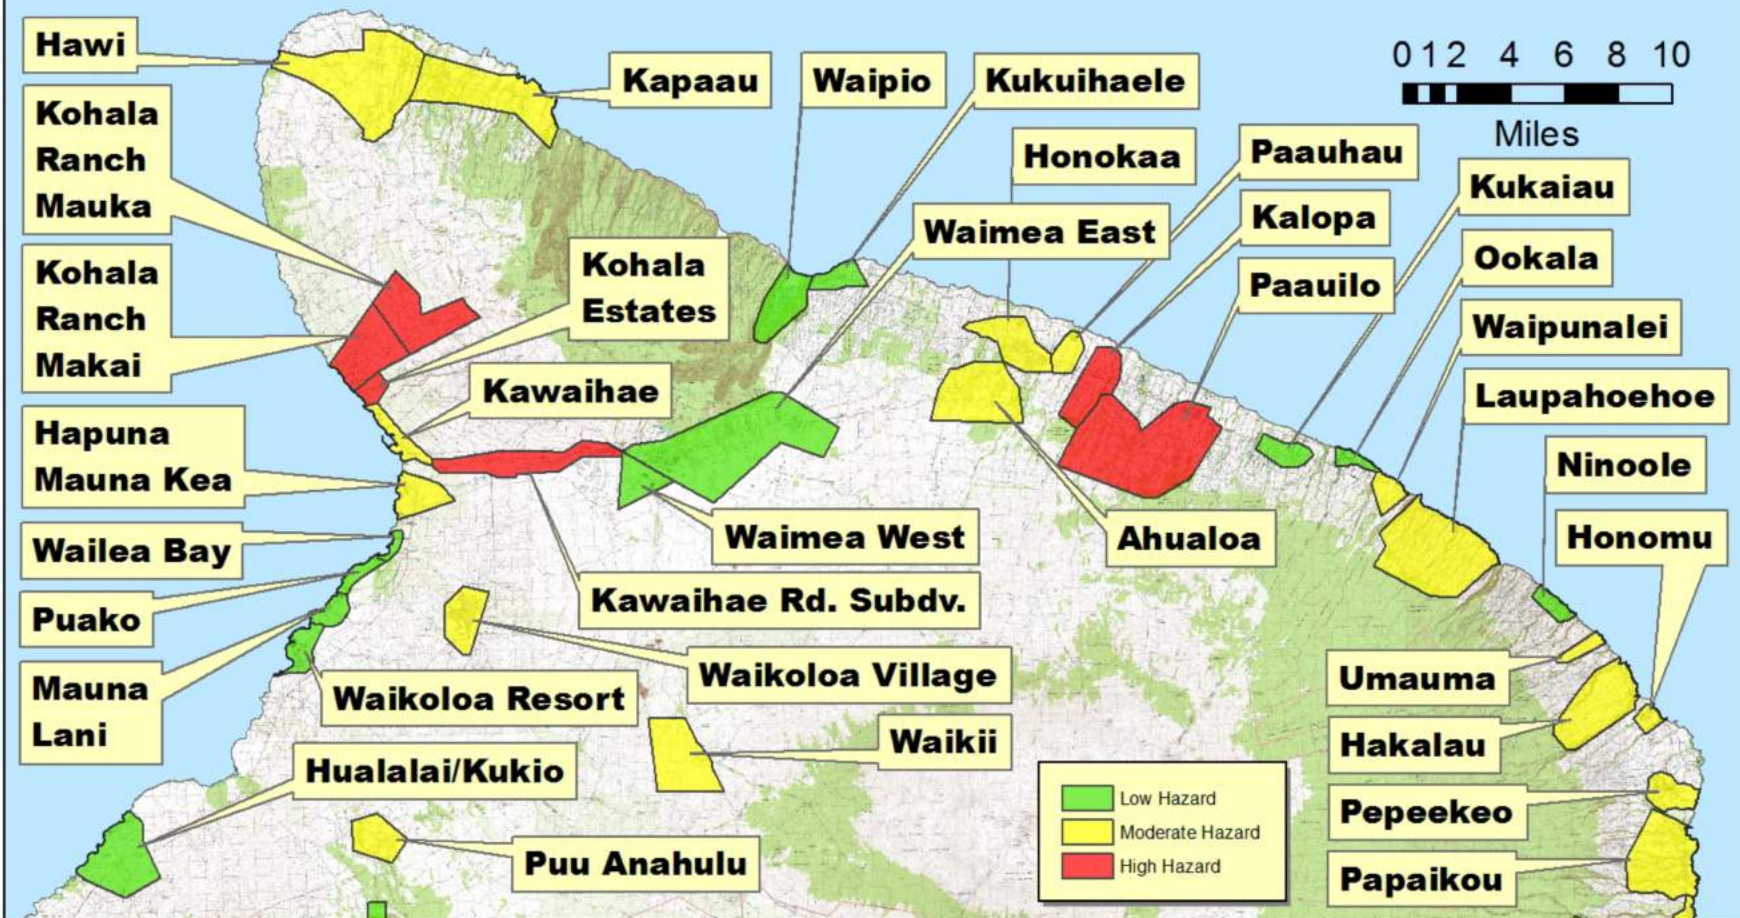 Hawi
Kohala
Ranch
Mauka
Kohala
Ranch
Makai
Hapuna
Mauna Kea
Wailea Bay
Puako
Mauna
Lani
Kapaau
Waipio
Kukuihaele
0 1 2 4 6 8 10
Miles
Honokaa
Paauhau
Kukaiau
Waimea East
Kalopa
Kohala
Estates
Paauilo
Ookala
Waipunalei
Kawaihae
Laupahoehoe
Ninoole
Waimea West
Ahualoa
Honomu
Kawaihae Rd. Subdv.
Waikoloa Village
Waikoloa Resort
Umauma
Waikii
Hakalau
Hualalai/Kukio
Pepeekeo
Puu Anahulu
Papaikou
Low Hazard
Moderate Hazard
High Hazard